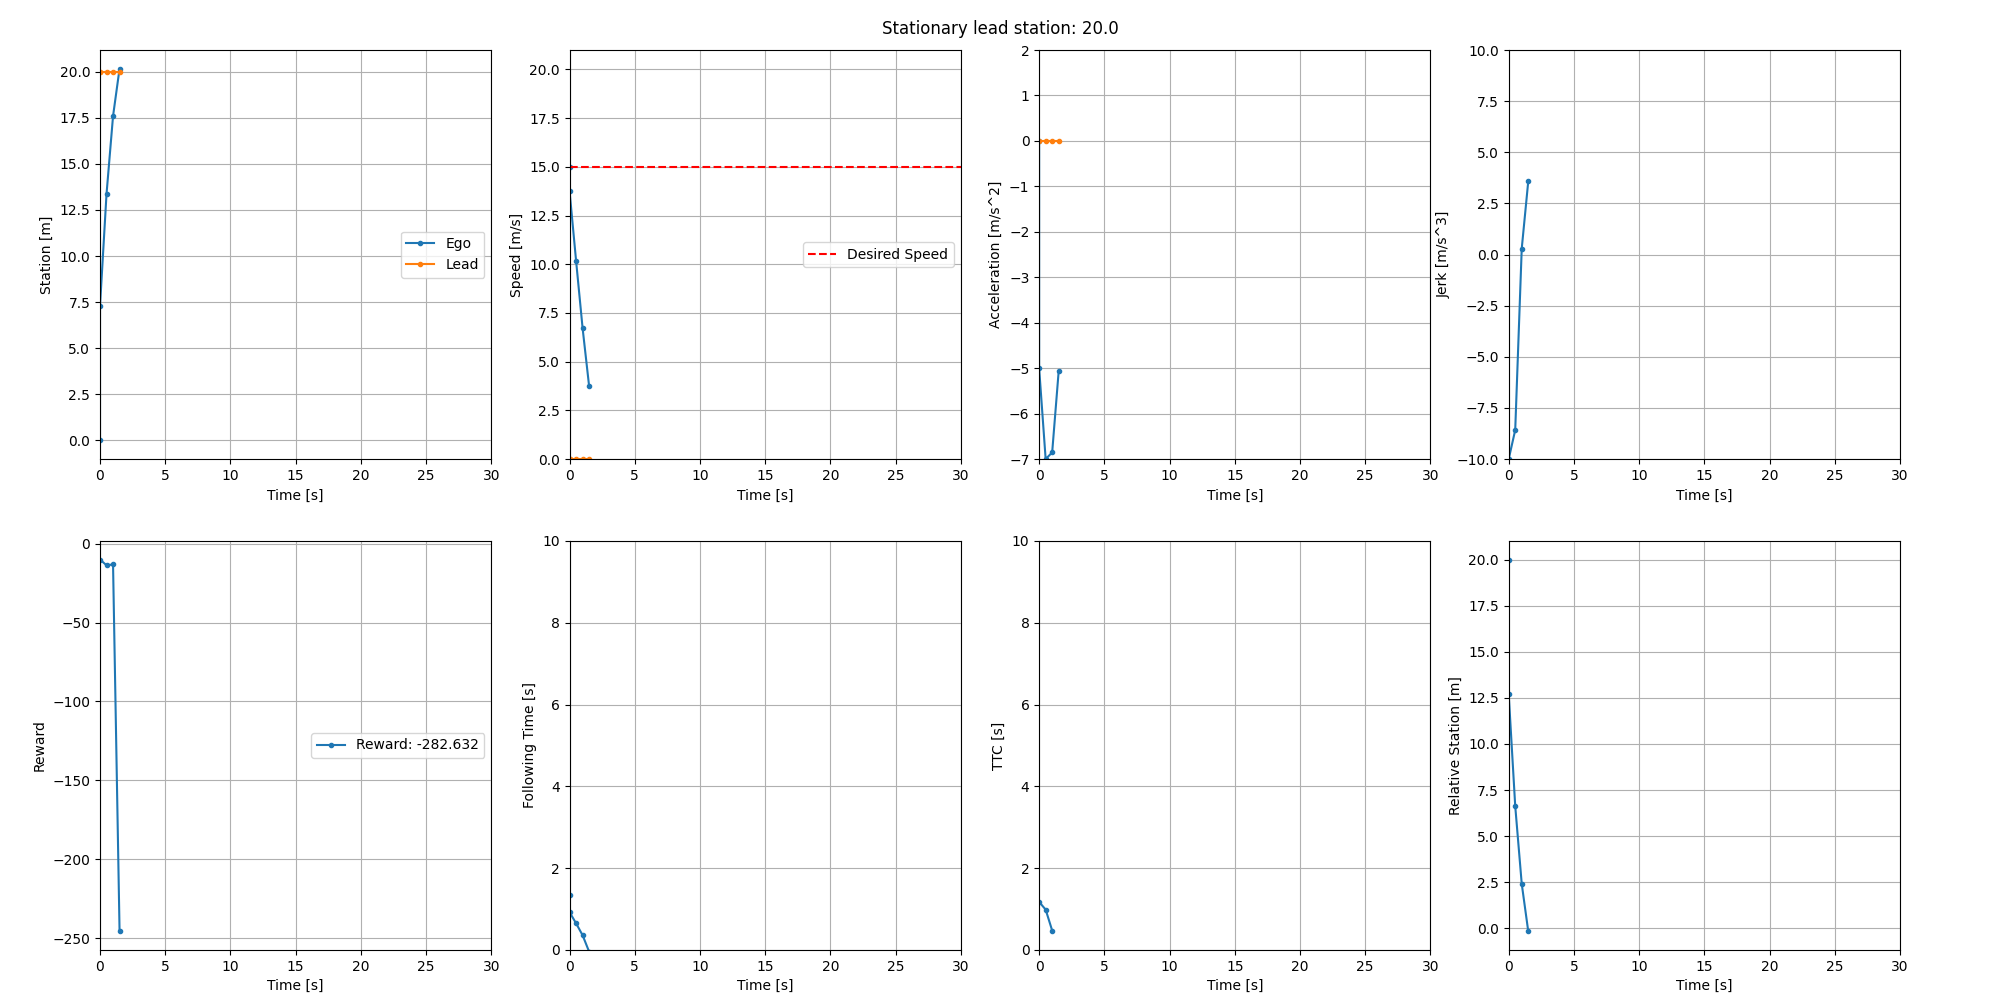 Stationary lead station: 20.0
Station [m]
20.0
17.5
15.0
12.5
10.0
7.5
5.0
2.5
0.0
Ego
Lead
0 5 10 15 20 25 30
Time [s]
Speed [m/s]
20.0
17.5
15.0
12.5
10.0
7.5
5.0
2.5
0.0
Desired Speed
0 5 10 15 20 25 30
Time [s]
Acceleration [m/s^2]
2
1
0
−1
−2
−3
−4
−5
−6
−7
0 5 10 15 20 25 30
Time [s]
Jerk [m/s^3]
10.0
7.5
5.0
2.5
0.0
−2.5
−5.0
−7.5
−10.0
0 5 10 15 20 25 30
Time [s]
Reward
0
−50
−100
−150
−200
−250
Reward: -282.632
0 5 10 15 20 25 30
Time [s]
Following Time [s]
10
8
6
4
2
0
0 5 10 15 20 25 30
Time [s]
TTC [s]
10
8
6
4
2
0
0 5 10 15 20 25 30
Time [s]
Relative Station [m]
20.0
17.5
15.0
12.5
10.0
7.5
5.0
2.5
0.0
0 5 10 15 20 25 30
Time [s]